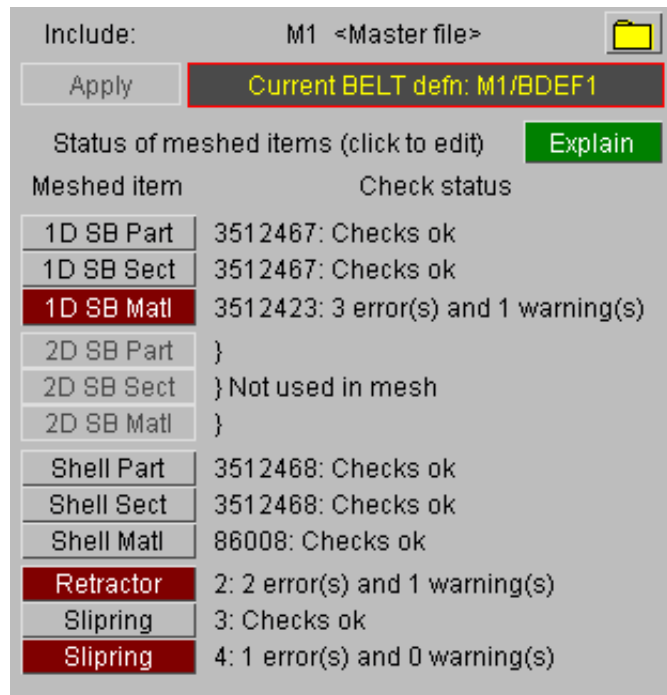 Include: M1 <Master file>
Apply Current BELT defn: M1/BDEF1
Status of meshed items (click to edit) Explain
Meshed item Check status
1D SB Part 3512467: Checks ok
1D SB Sect 3512467: Checks ok
1D SB Matl 3512423: 3 error(s) and 1 warning(s)
2D SB Part }
2D SB Sect } Not used in mesh
2D SB Matl }
Shell Part 3512468: Checks ok
Shell Sect 3512468: Checks ok
Shell Matl 86008: Checks ok
Retractor 2: 2 error(s) and 1 warning(s)
Slipring 3: Checks ok
Slipring 4: 1 error(s) and 0 warning(s)